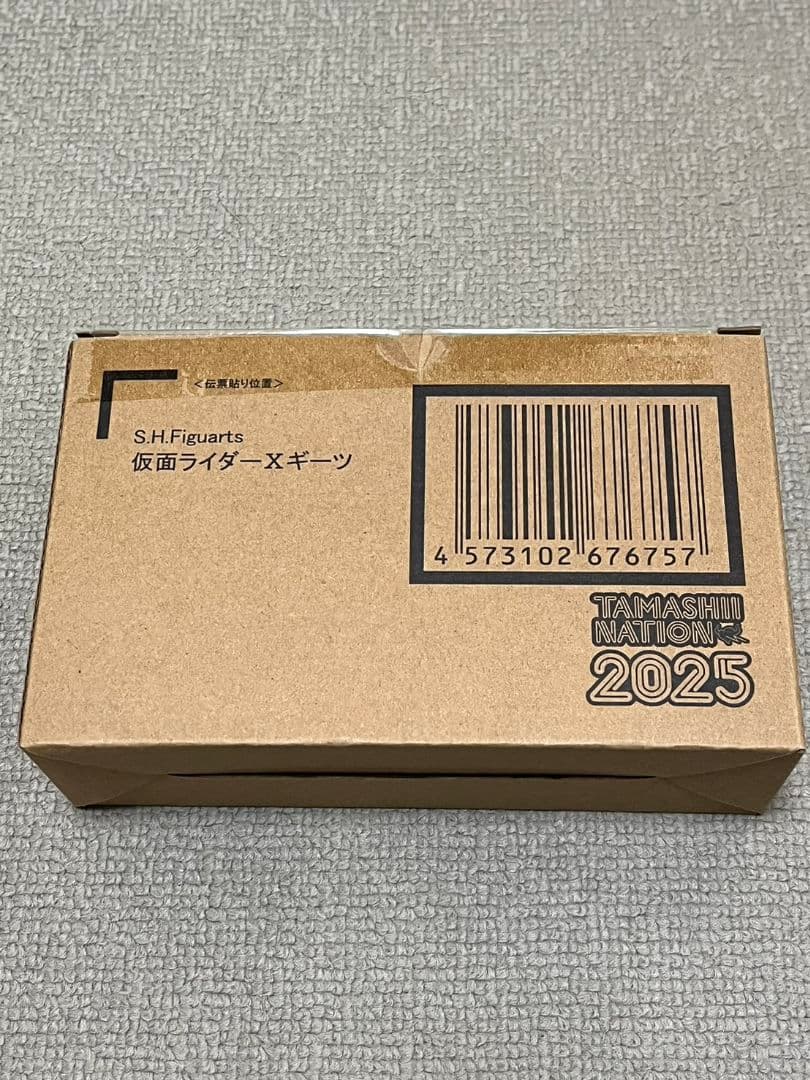 <伝票貼り位置>
S.H.Figuarts
仮面ライダーXギーツ
4 573102 676757
TAMASHII
NATION
2025